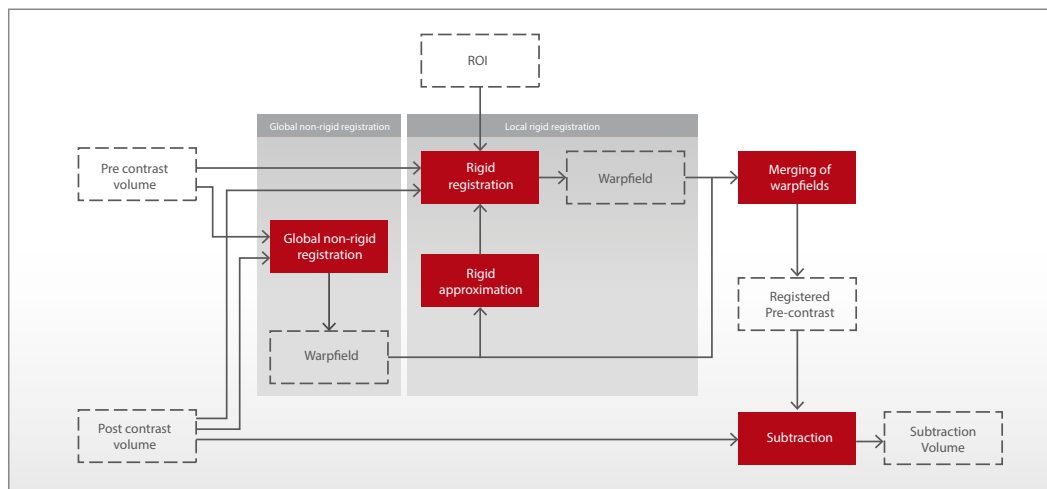 ROI
Global non-rigid registration
Local rigid registration
Pre contrast
volume
Rigid
registration
Warpfield
Merging of
warpfields
Global non-rigid
registration
Rigid
approximation
Registered
Pre-contrast
Warpfield
Post contrast
volume
Subtraction
Subtraction
Volume